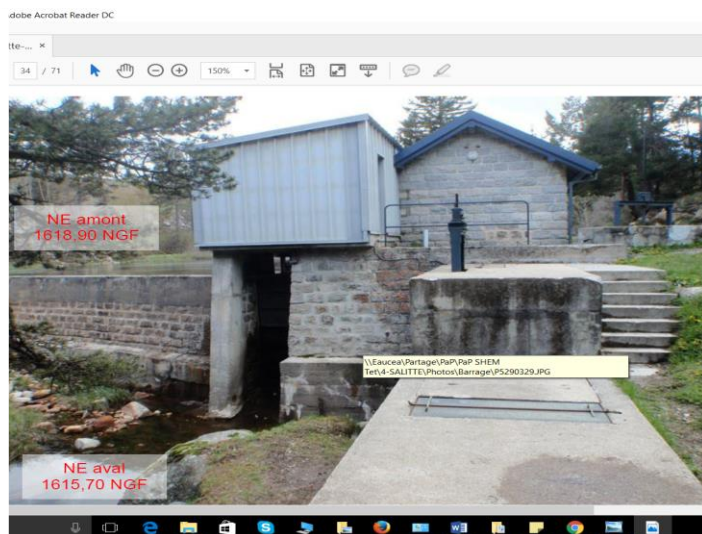 Adobe Acrobat Reader DC
tte-... ×
34 / 71
150%
NE amont
1618,90 NGF
\\Eaucea\Partage\PaP\PaP SHEM
Tet\4-SALITTE\Photos\Barrage\P5290329.JPG
NE aval
1615,70 NGF